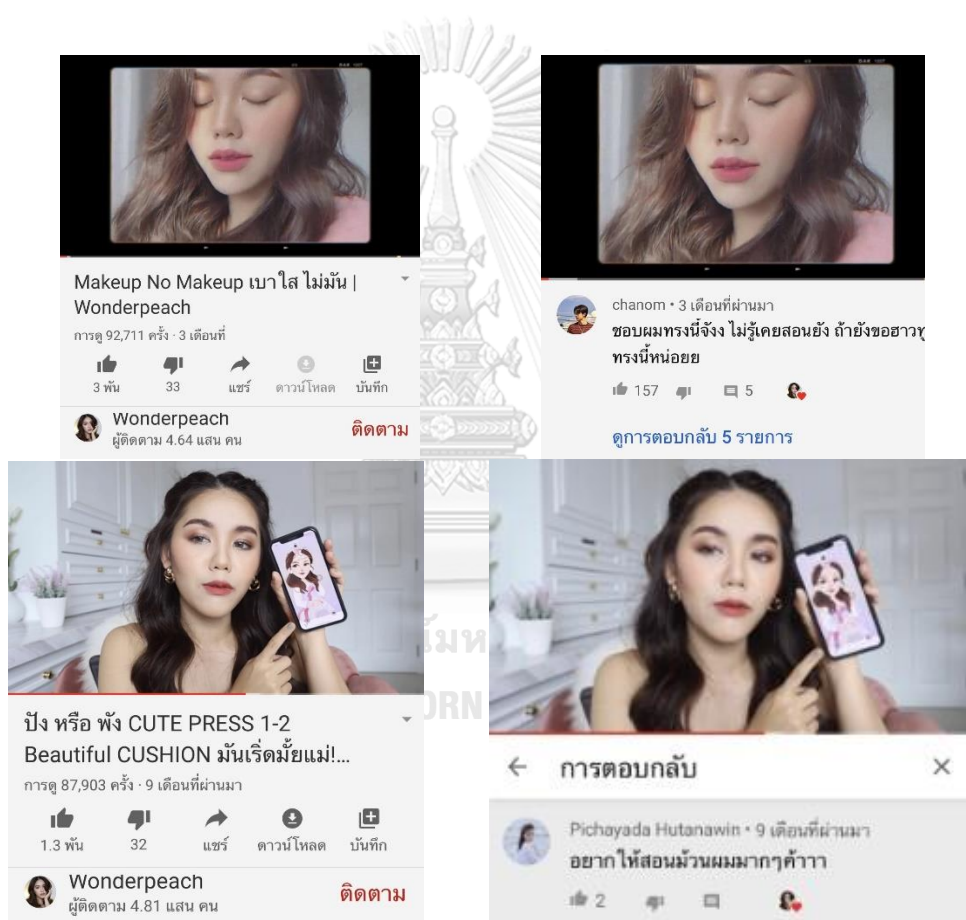 Makeup No Makeup เบาใส ไม่มัน |
Wonderpeach
การดู 92,711 ครั้ง · 3 เดือนที่
3 พัน
33
แชร์
ดาวน์โหลด
บันทึก
Wonderpeach
ผู้ติดตาม 4.64 แสน คน
ติดตาม
chanom • 3 เดือนที่ผ่านมา
ชอบผมทรงนี้จังง ไม่รู้เคยสอนยัง ถ้ายังขอฮาวทู
ทรงนี้หน่อยย
157
5
ดูการตอบกลับ 5 รายการ
ปัง หรือ พัง CUTE PRESS 1-2
Beautiful CUSHION มันเริ่ดมั้ยแม่!...
การดู 87,903 ครั้ง · 9 เดือนที่ผ่านมา
1.3 พัน
32
แชร์
ดาวน์โหลด
บันทึก
Wonderpeach
ผู้ติดตาม 4.81 แสน คน
ติดตาม
การตอบกลับ
Pichayada Hutanawin • 9 เดือนที่ผ่านมา
อยากให้สอนม้วนผมมากๆค้าาา
2
ORN